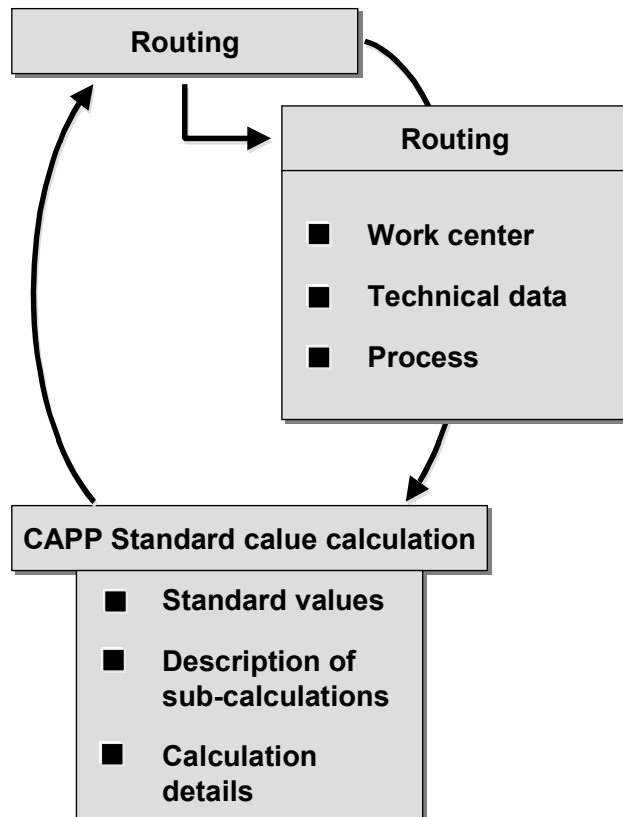 Routing
Routing
Work center
Technical data
Process
CAPP Standard calue calculation
Standard values
Description of
sub-calculations
Calculation
details